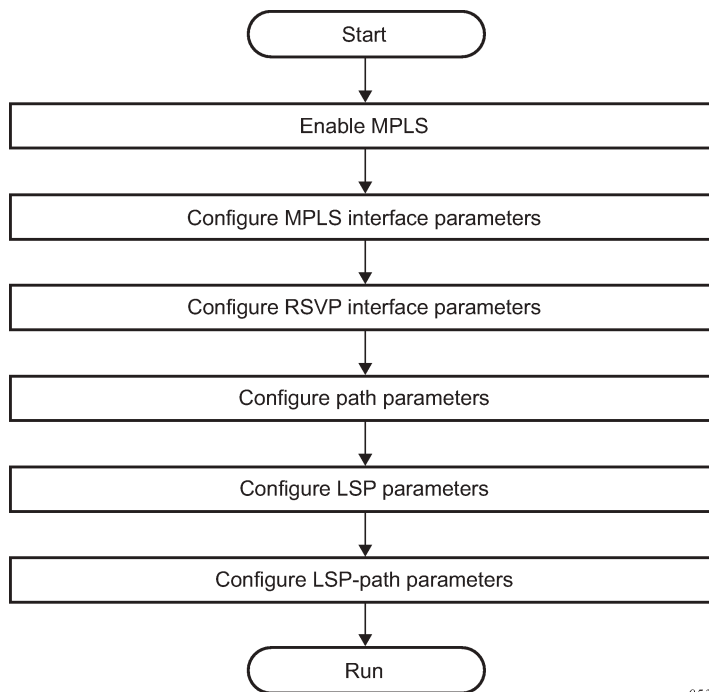 Start
Enable MPLS
Configure MPLS interface parameters
Configure RSVP interface parameters
Configure path parameters
Configure LSP parameters
Configure LSP-path parameters
Run